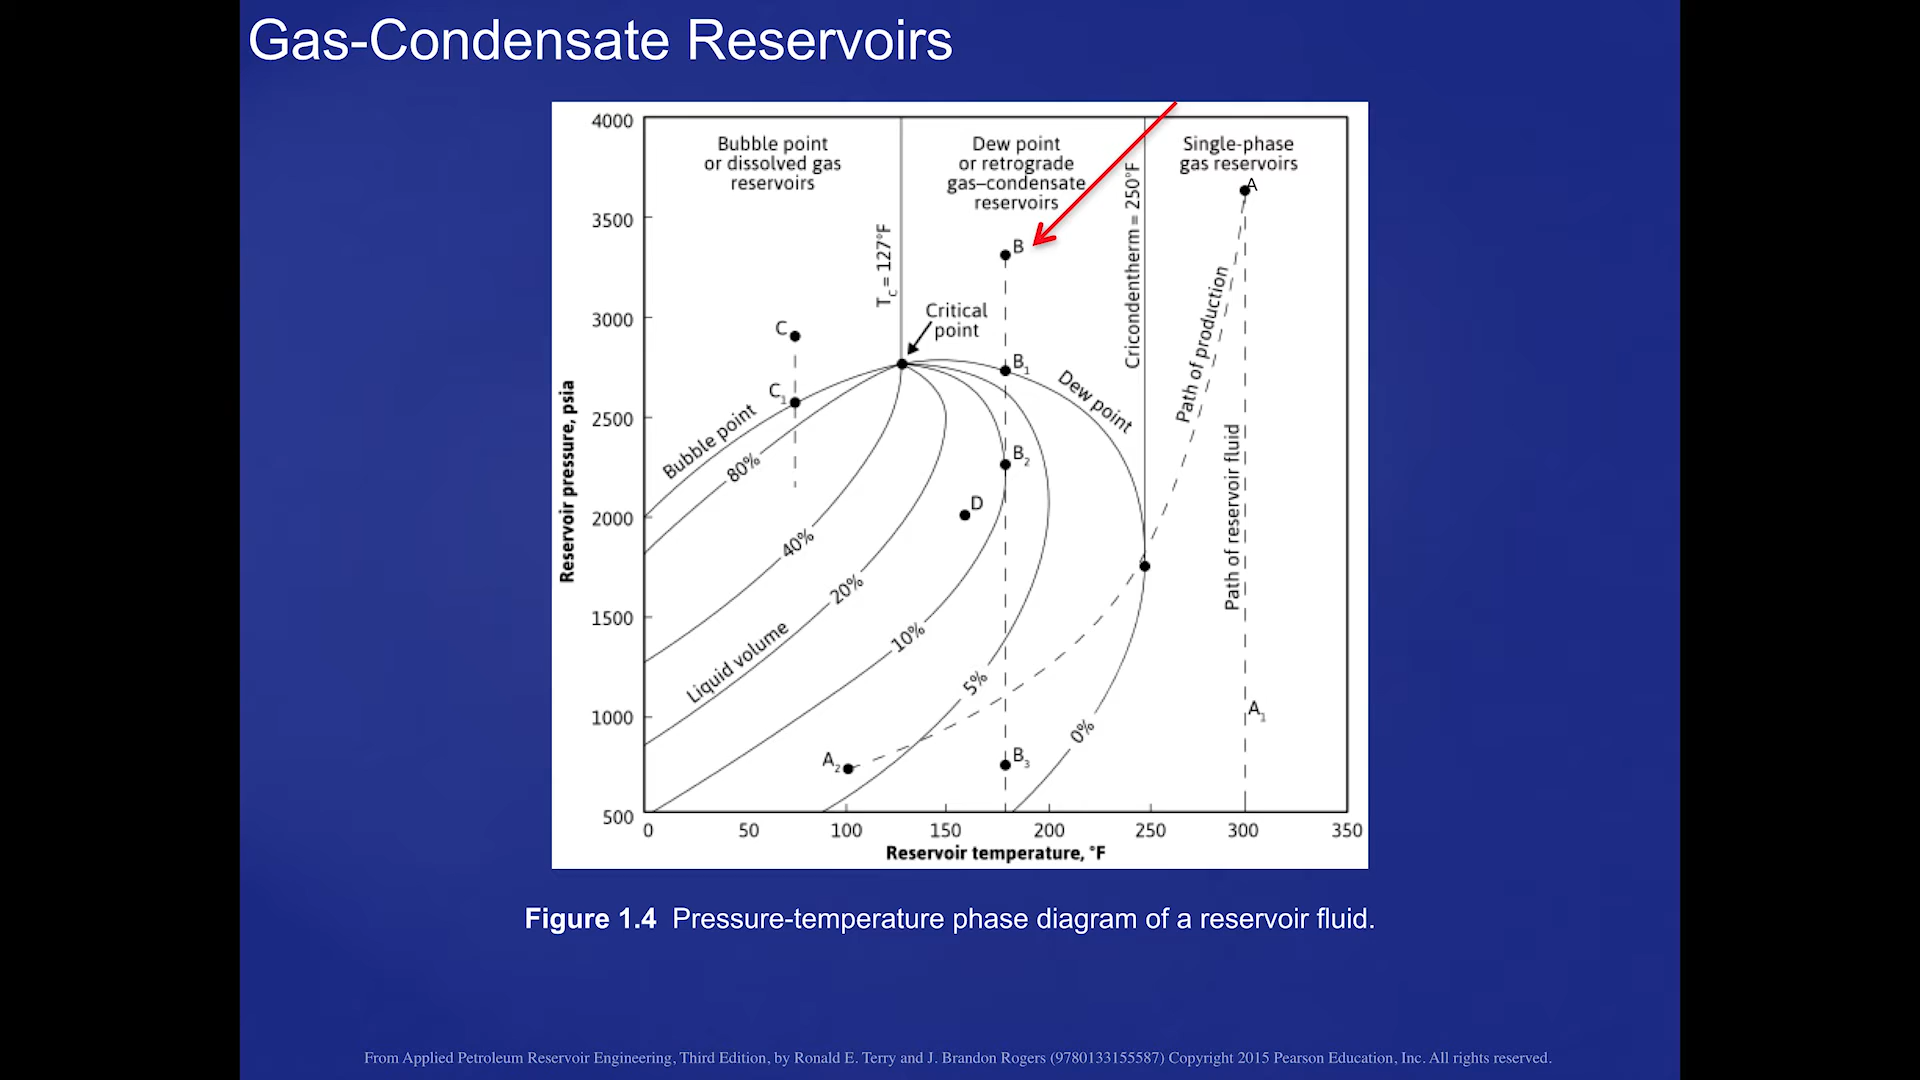 Gas-Condensate Reservoirs
4000
3500
3000
2500
2000
1500
1000
500
Reservoir pressure, psia
Bubble point
or dissolved gas
reservoirs
Dew point
or retrograde
gas–condensate
reservoirs
Single-phase
gas reservoirs
A
B
T_c = 127°F
Cricondentherm = 250°F
Critical
point
C
C₁
B₁
Dew point
Path of production
Path of reservoir fluid
Bubble point
80%
B₂
D
40%
20%
Liquid volume
10%
5%
0%
A₁
A₂
B₃
0 50 100 150 200 250 300 350
Reservoir temperature, °F
Figure 1.4 Pressure-temperature phase diagram of a reservoir fluid.
From Applied Petroleum Reservoir Engineering, Third Edition, by Ronald E. Terry and J. Brandon Rogers (9780133155587) Copyright 2015 Pearson Education, Inc. All rights reserved.